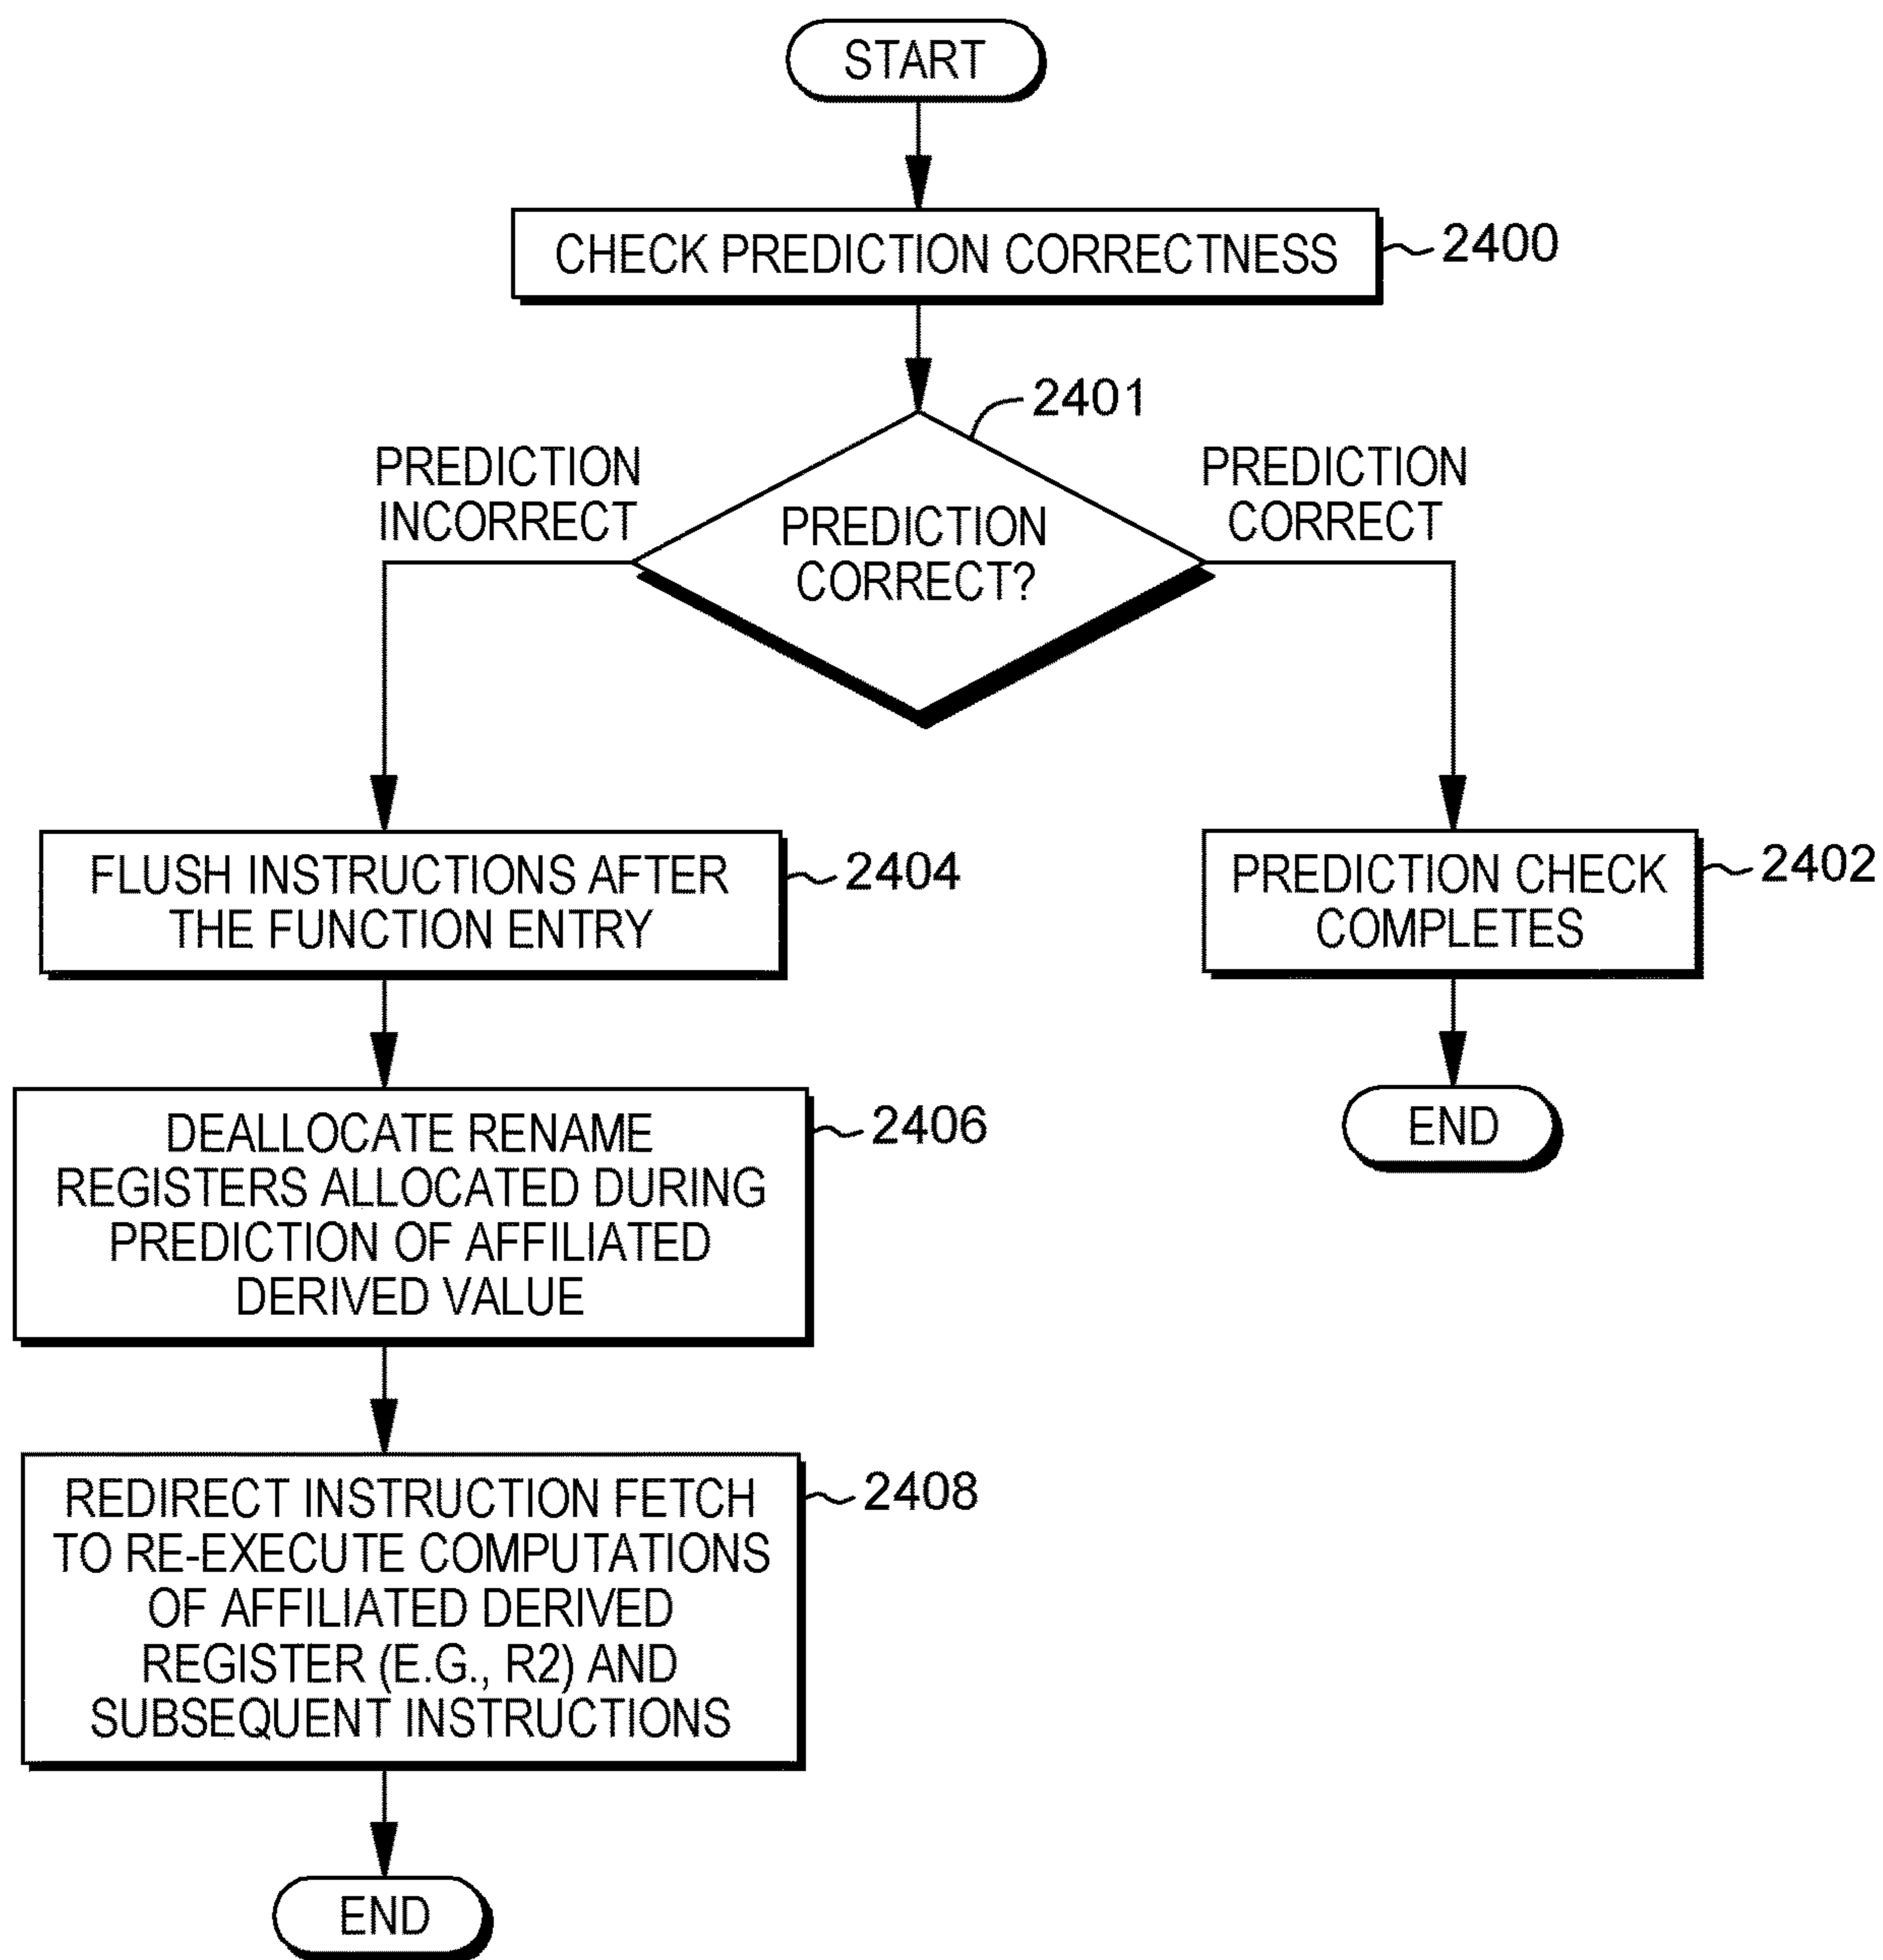 START
CHECK PREDICTION CORRECTNESS
2400
2401
PREDICTION
INCORRECT
PREDICTION
CORRECT?
PREDICTION
CORRECT
FLUSH INSTRUCTIONS AFTER
THE FUNCTION ENTRY
2404
PREDICTION CHECK
COMPLETES
2402
DEALLOCATE RENAME
REGISTERS ALLOCATED DURING
PREDICTION OF AFFILIATED
DERIVED VALUE
2406
END
REDIRECT INSTRUCTION FETCH
TO RE-EXECUTE COMPUTATIONS
OF AFFILIATED DERIVED
REGISTER (E.G., R2) AND
SUBSEQUENT INSTRUCTIONS
2408
END